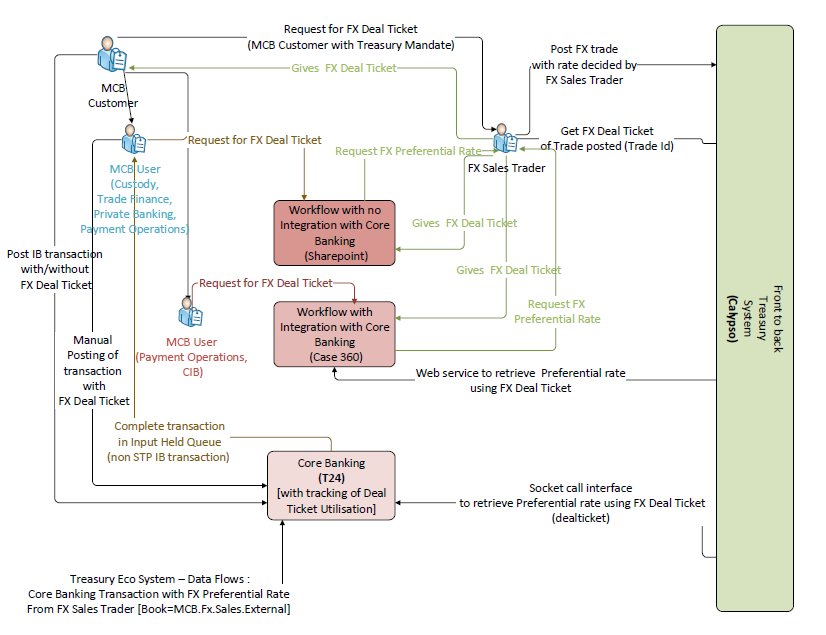 Request for FX Deal Ticket
(MCB Customer with Treasury Mandate)
Gives FX Deal Ticket
MCB
Customer
Post FX trade
with rate decided by
FX Sales Trader
Get FX Deal Ticket
of Trade posted (Trade Id)
FX Sales Trader
Request for FX Deal Ticket
Request FX Preferential Rate
MCB User
(Custody,
Trade Finance,
Private Banking,
Payment Operations)
Workflow with no
Integration with Core
Banking
(Sharepoint)
Gives FX Deal Ticket
Post IB transaction
with/without
FX Deal Ticket
Gives FX Deal Ticket
Request for FX Deal Ticket
Workflow with
Integration with Core
Banking
(Case 360)
Request FX
Preferential Rate
Front to back
Treasury
System
(Calypso)
MCB User
(Payment Operations,
CIB)
Manual
Posting of
transaction
with
FX Deal Ticket
Web service to retrieve Preferential rate
using FX Deal Ticket
Complete transaction
in Input Held Queue
(non STP IB transaction)
Core Banking
(T24)
[with tracking of Deal
Ticket Utilisation]
Socket call interface
to retrieve Preferential rate using FX Deal Ticket
(dealticket)
Treasury Eco System – Data Flows :
Core Banking Transaction with FX Preferential Rate
From FX Sales Trader [Book=MCB.Fx.Sales.External]